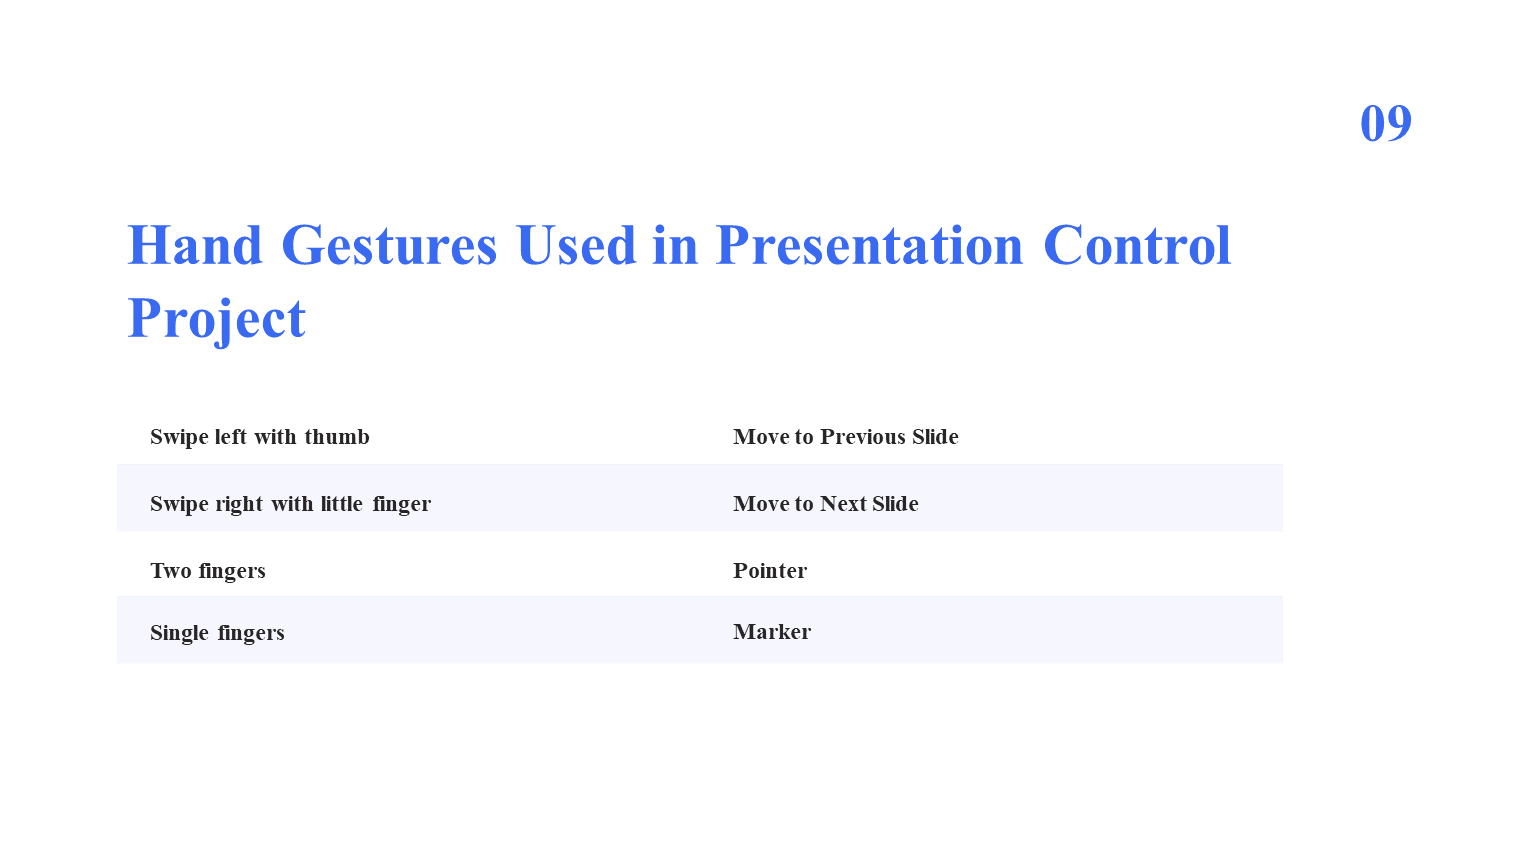 09
Hand Gestures Used in Presentation Control
Project
Swipe left with thumb Move to Previous Slide
Swipe right with little finger Move to Next Slide
Two fingers Pointer
Single fingers Marker